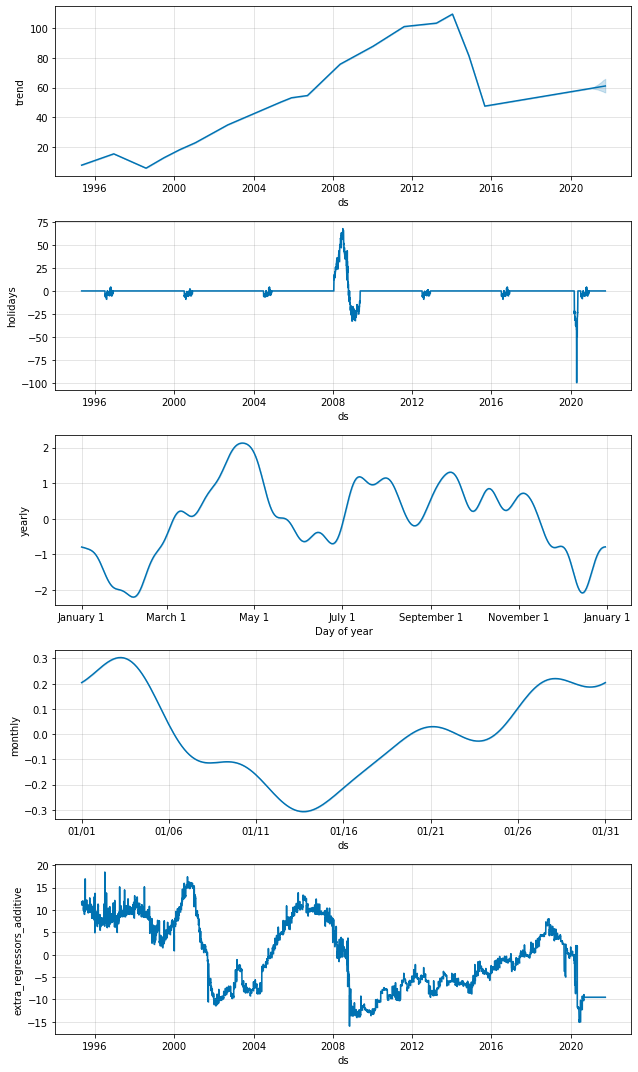 100
80
60
40
20
trend
1996 2000 2004 2008 2012 2016 2020
ds
75
50
25
0
−25
−50
−75
−100
holidays
1996 2000 2004 2008 2012 2016 2020
ds
2
1
0
−1
−2
yearly
January 1 March 1 May 1 July 1 September 1 November 1 January 1
Day of year
0.3
0.2
0.1
0.0
−0.1
−0.2
−0.3
monthly
01/01 01/06 01/11 01/16 01/21 01/26 01/31
ds
20
15
10
5
0
−5
−10
−15
extra_regressors_additive
1996 2000 2004 2008 2012 2016 2020
ds